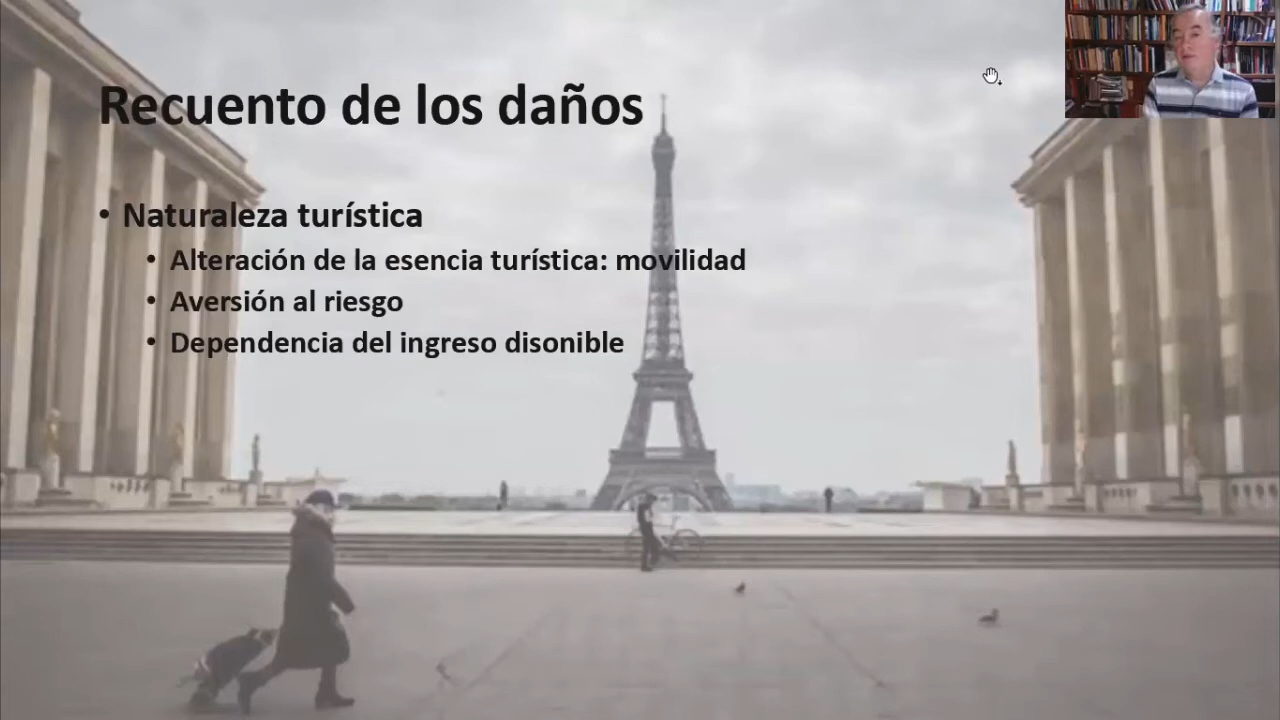 Recuento de los daños
• Naturaleza turística
• Alteración de la esencia turística: movilidad
• Aversión al riesgo
• Dependencia del ingreso disonible